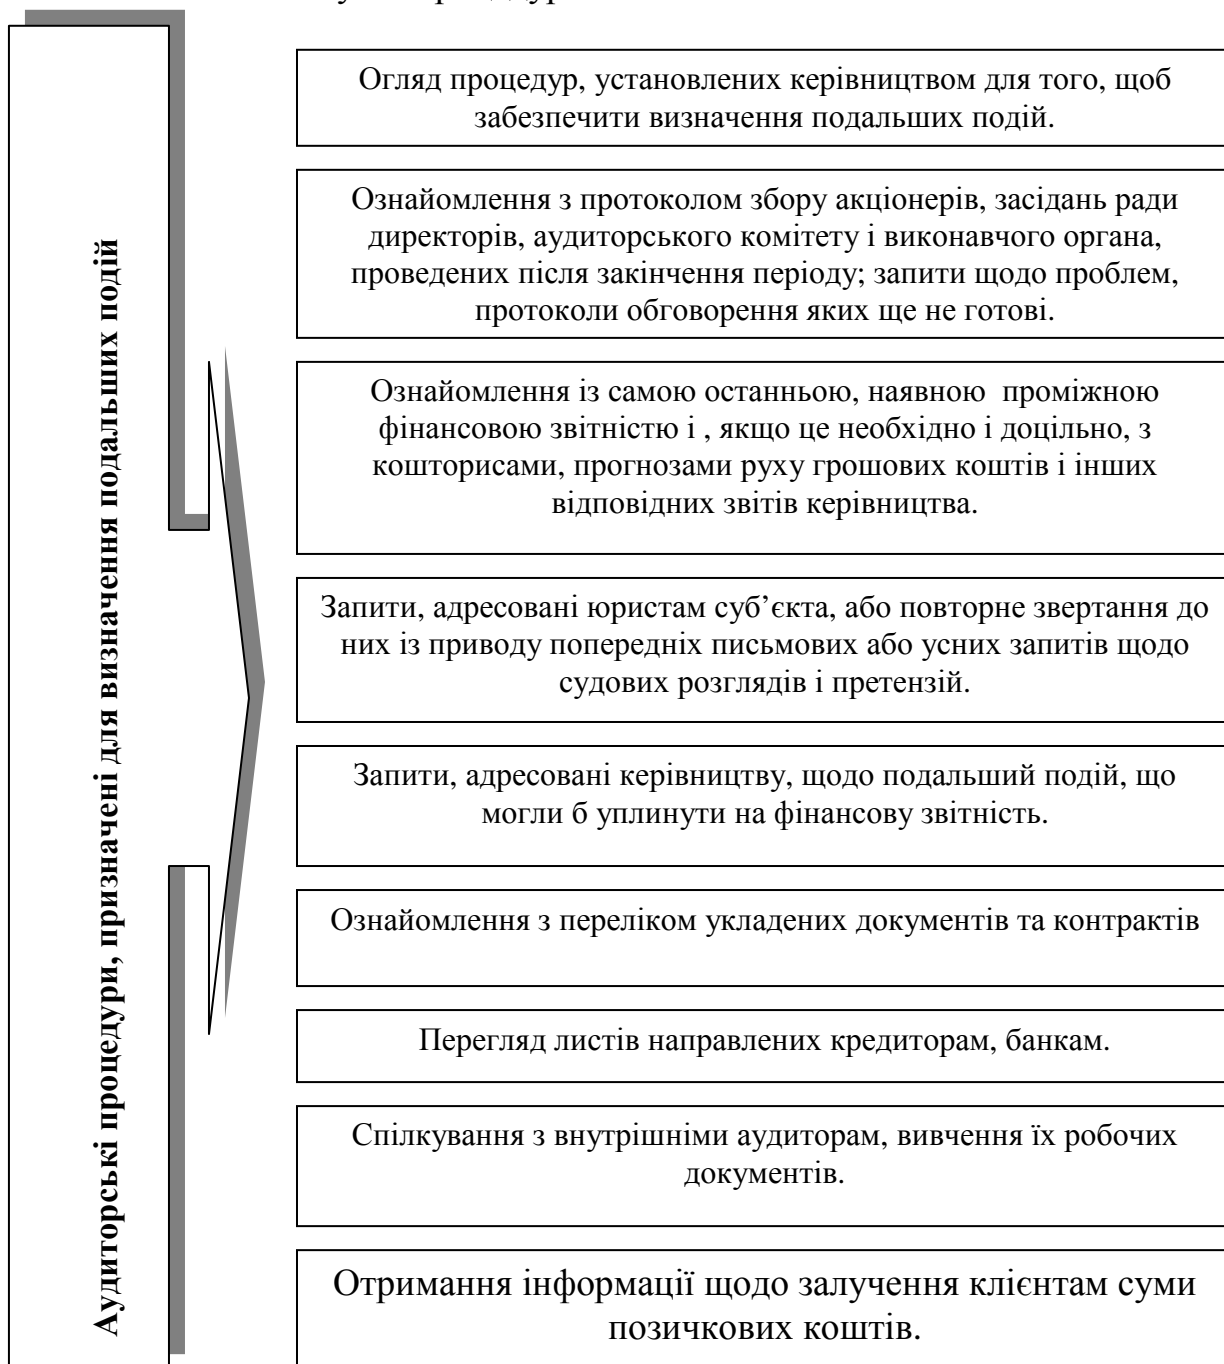 Аудиторські процедури, призначені для визначення подальших подій
Огляд процедур, установлених керівництвом для того, щоб
забезпечити визначення подальших подій.
Ознайомлення з протоколом збору акціонерів, засідань ради
директорів, аудиторського комітету і виконавчого органа,
проведених після закінчення періоду; запити щодо проблем,
протоколи обговорення яких ще не готові.
Ознайомлення із самою останньою, наявною проміжною
фінансовою звітністю і , якщо це необхідно і доцільно, з
кошторисами, прогнозами руху грошових коштів і інших
відповідних звітів керівництва.
Запити, адресовані юристам суб’єкта, або повторне звертання до
них із приводу попередніх письмових або усних запитів щодо
судових розглядів і претензій.
Запити, адресовані керівництву, щодо подальший подій, що
могли б уплинути на фінансову звітність.
Ознайомлення з переліком укладених документів та контрактів
Перегляд листів направлених кредиторам, банкам.
Спілкування з внутрішніми аудиторам, вивчення їх робочих
документів.
Отримання інформації щодо залучення клієнтам суми
позичкових коштів.